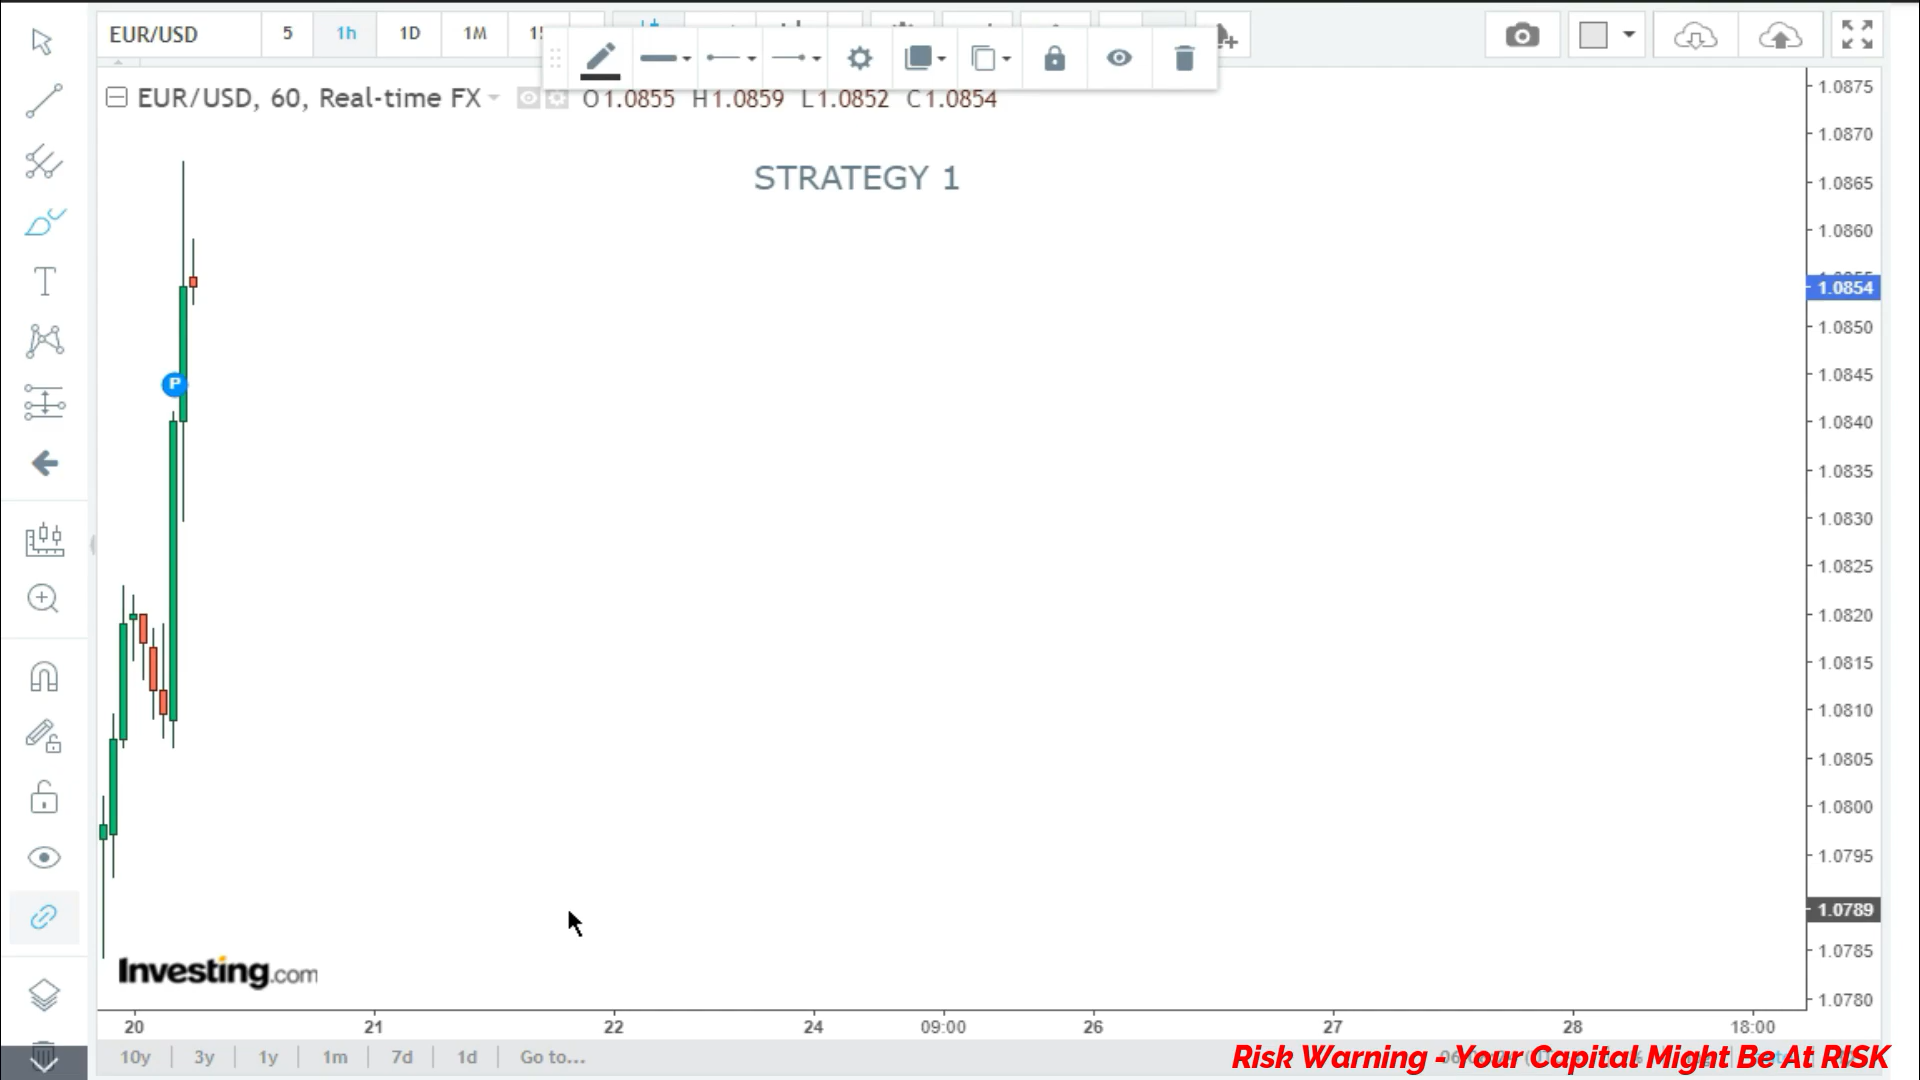 EUR/USD 5 1h 1D 1M
EUR/USD, 60, Real-time FX O1.0855 H1.0859 L1.0852 C1.0854
STRATEGY 1
P
1.0875
1.0870
1.0865
1.0860
1.0854
1.0850
1.0845
1.0840
1.0835
1.0830
1.0825
1.0820
1.0815
1.0810
1.0805
1.0800
1.0795
1.0789
1.0785
1.0780
Investing.com
20 21 22 24 09:00 26 27 28 18:00
10y 3y 1y 1m 7d 1d Go to...
Risk Warning - Your Capital Might Be At RISK